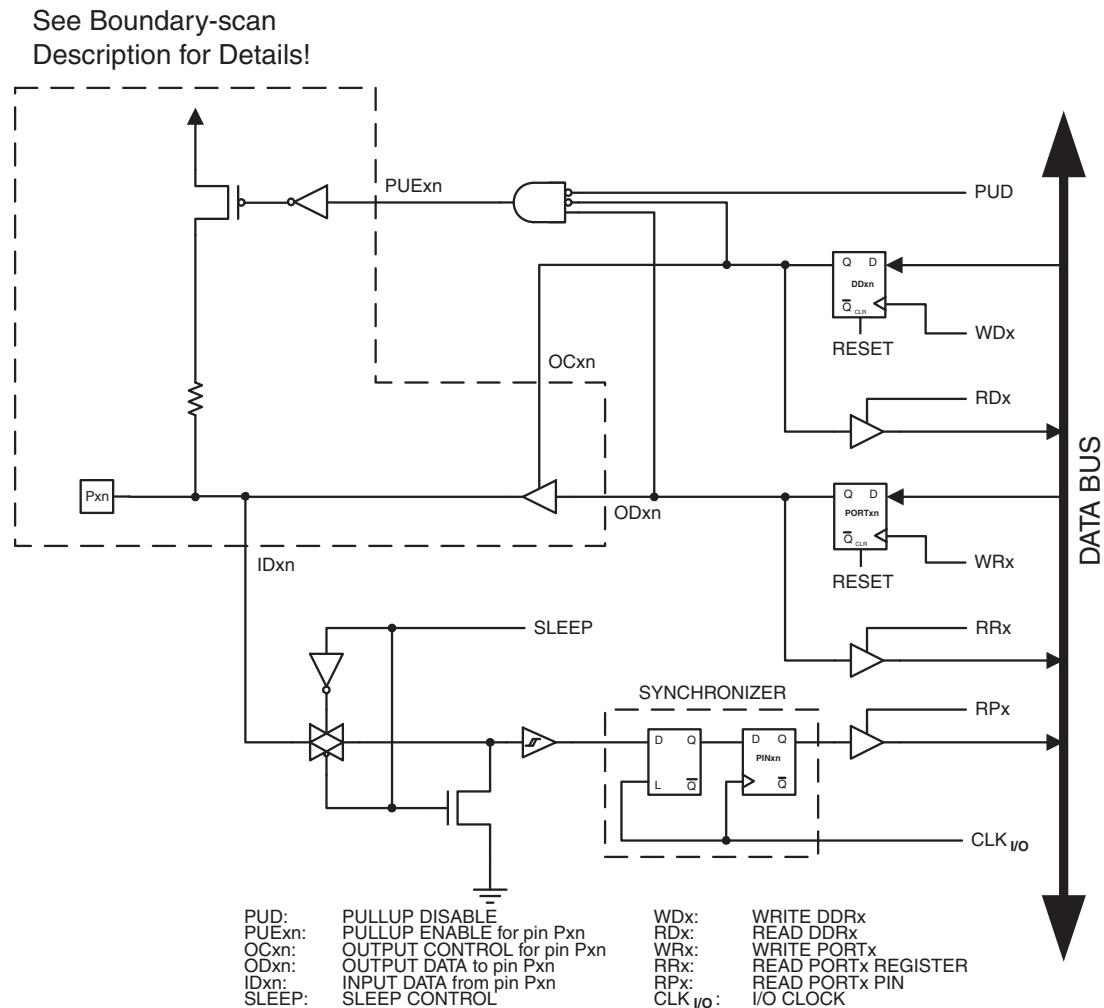 See Boundary-scan
Description for Details!
PUExn
PUD
Q D
DDxn
Q CLR
WDx
RESET
OCxn
RDx
DATA BUS
Pxn
ODxn
Q D
PORTxn
Q CLR
WRx
RESET
IDxn
SLEEP
RRx
SYNCHRONIZER
RPx
D Q
L Q
D Q
PINxn
Q
CLK I/O
PUD: PULLUP DISABLE
PUExn: PULLUP ENABLE for pin Pxn
OCxn: OUTPUT CONTROL for pin Pxn
ODxn: OUTPUT DATA to pin Pxn
IDxn: INPUT DATA from pin Pxn
SLEEP: SLEEP CONTROL
WDx: WRITE DDRx
RDx: READ DDRx
WRx: WRITE PORTx
RRx: READ PORTx REGISTER
RPx: READ PORTx PIN
CLK I/O: I/O CLOCK